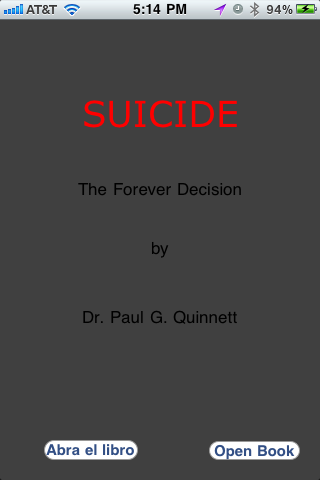 AT&T 5:14 PM 94%
SUICIDE
The Forever Decision
by
Dr. Paul G. Quinnett
Abra el libro Open Book